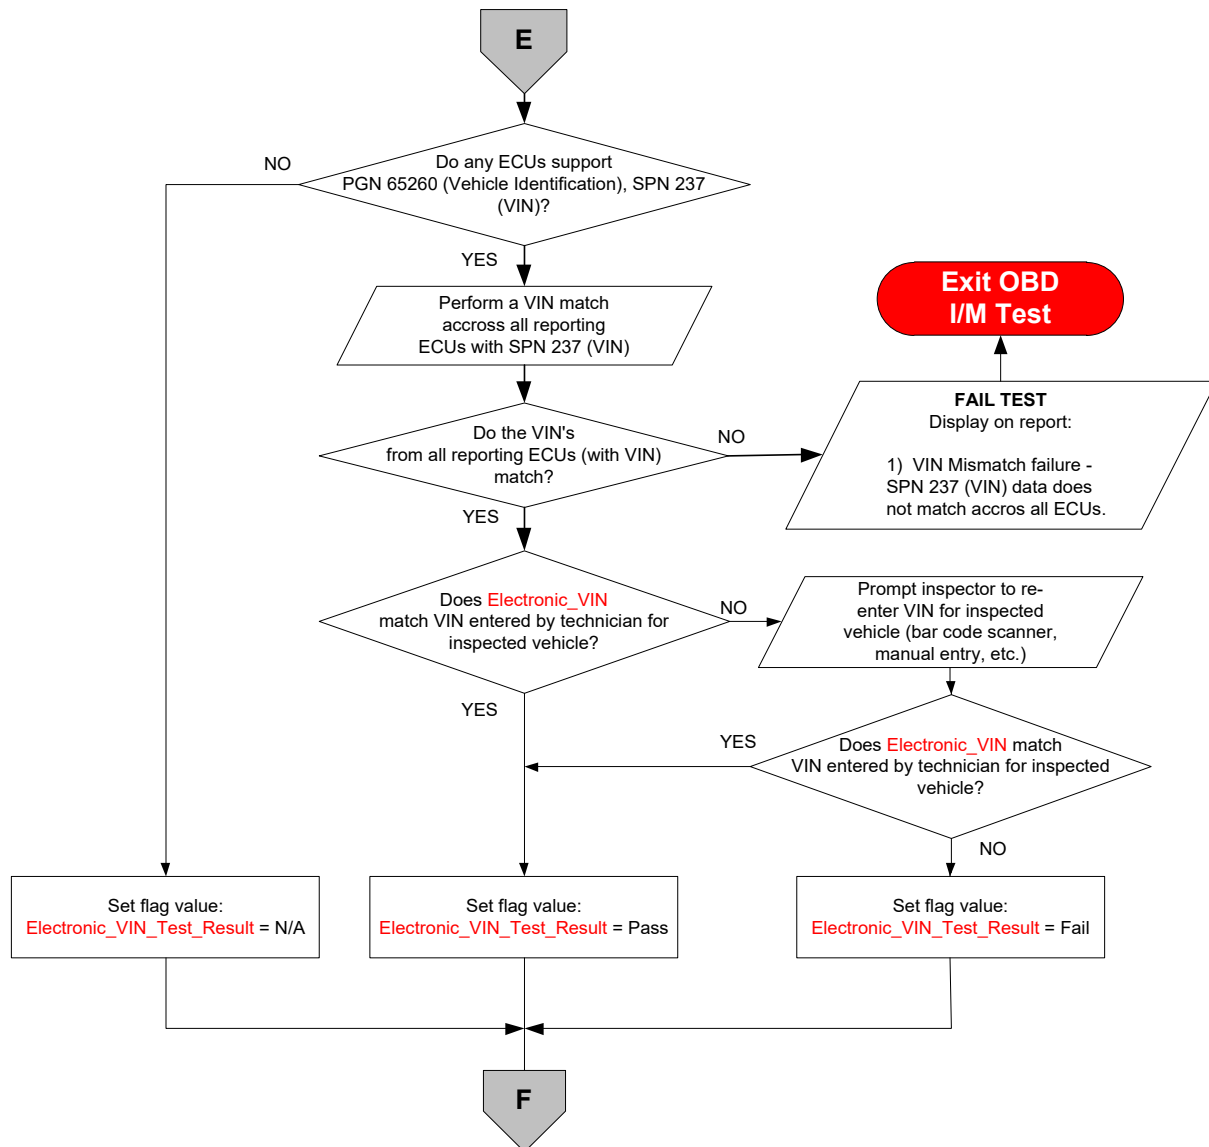 E
Do any ECUs support
PGN 65260 (Vehicle Identification), SPN 237
(VIN)?
NO
YES
Perform a VIN match
accross all reporting
ECUs with SPN 237 (VIN)
Exit OBD
I/M Test
FAIL TEST
Display on report:
1) VIN Mismatch failure -
SPN 237 (VIN) data does
not match accros all ECUs.
Do the VIN's
from all reporting ECUs (with VIN)
match?
NO
YES
Does Electronic_VIN
match VIN entered by technician for
inspected vehicle?
NO
Prompt inspector to re-
enter VIN for inspected
vehicle (bar code scanner,
manual entry, etc.)
YES
YES
Does Electronic_VIN match
VIN entered by technician for inspected
vehicle?
NO
Set flag value:
Electronic_VIN_Test_Result = N/A
Set flag value:
Electronic_VIN_Test_Result = Pass
Set flag value:
Electronic_VIN_Test_Result = Fail
F